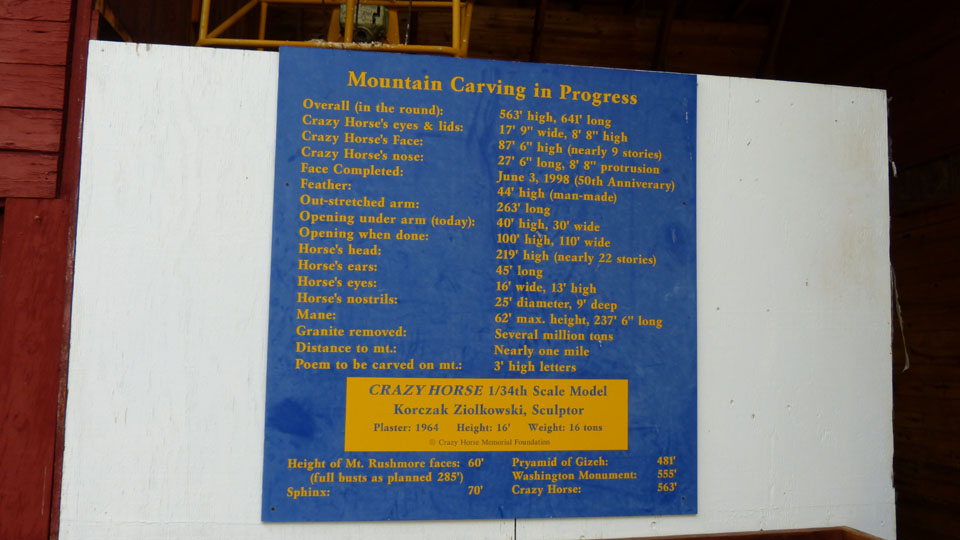 Mountain Carving in Progress
Overall (in the round): 563' high, 641' long
Crazy Horse's eyes & lids: 17' 9" wide, 8' 8" high
Crazy Horse's Face: 87' 6" high (nearly 9 stories)
Crazy Horse's nose: 27' 6" long, 8' 8" protrusion
Face Completed: June 3, 1998 (50th Anniverary)
Feather: 44' high (man-made)
Out-stretched arm: 263' long
Opening under arm (today): 40' high, 30' wide
Opening when done: 100' high, 110' wide
Horse's head: 219' high (nearly 22 stories)
Horse's ears: 45' long
Horse's eyes: 16' wide, 13' high
Horse's nostrils: 25' diameter, 9' deep
Mane: 62' max. height, 237' 6" long
Granite removed: Several million tons
Distance to mt.: Nearly one mile
Poem to be carved on mt.: 3' high letters
CRAZY HORSE 1/34th Scale Model
Korczak Ziolkowski, Sculptor
Plaster: 1964 Height: 16' Weight: 16 tons
© Crazy Horse Memorial Foundation
Height of Mt. Rushmore faces: 60' Pryamid of Gizeh: 481'
(full busts as planned 285') Washington Monument: 555'
Sphinx: 70' Crazy Horse: 563'